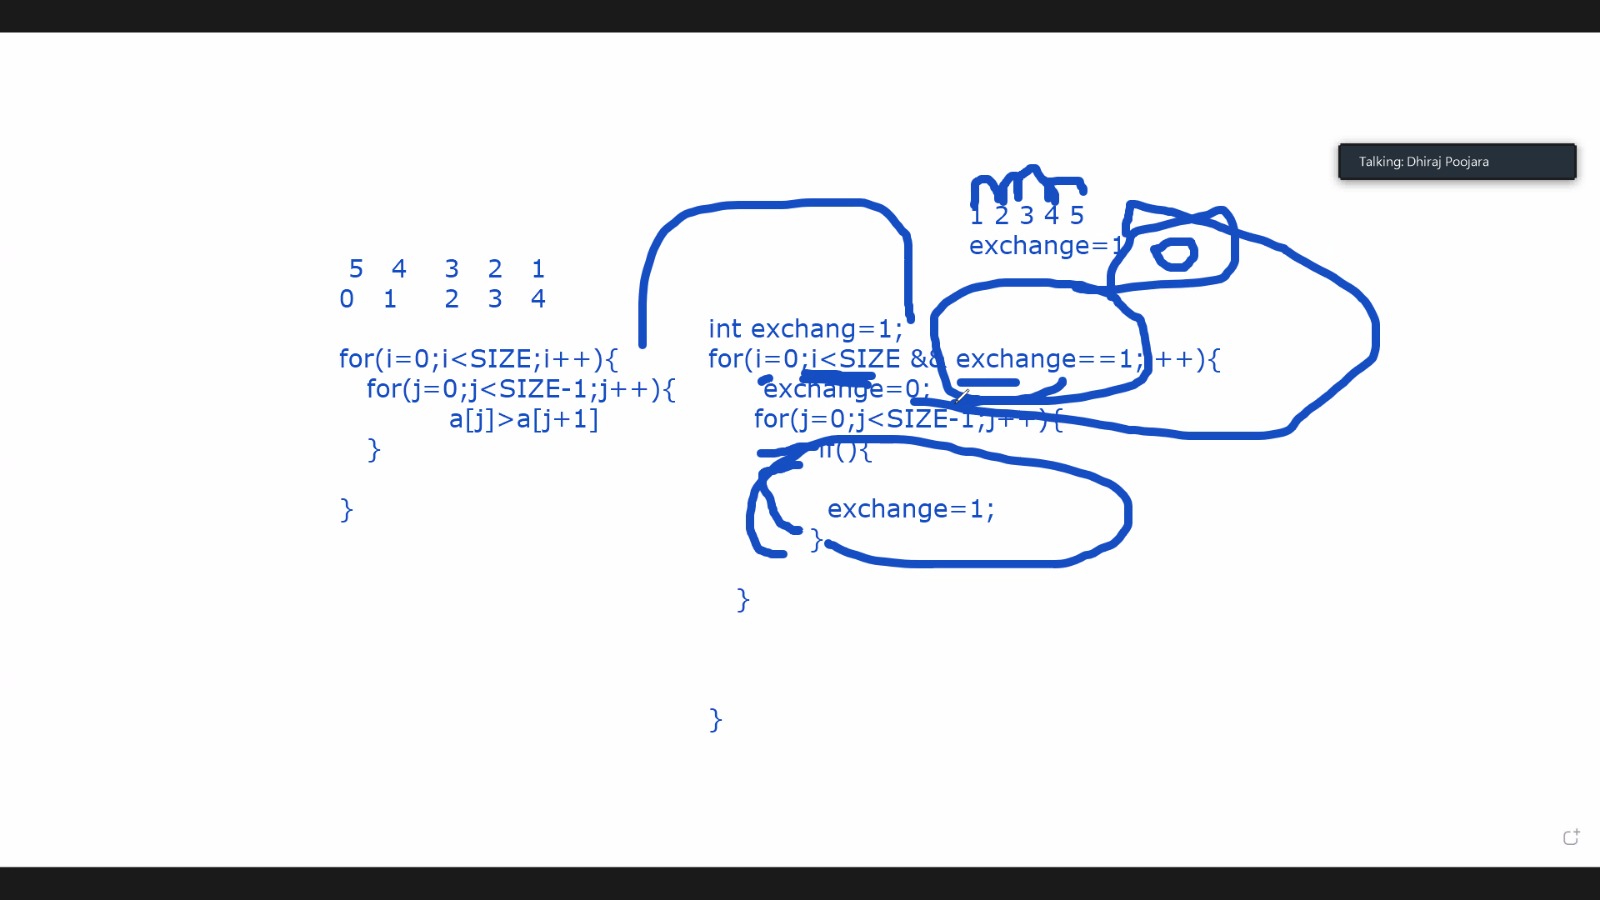 Talking: Dhiraj Poojara
1 2 3 4 5
exchange=1
5 4 3 2 1
0 1 2 3 4
for(i=0;i<SIZE;i++){
for(j=0;j<SIZE-1;j++){
a[j]>a[j+1]
}
}
int exchang=1;
for(i=0;i<SIZE && exchange==1;i++){
exchange=0;
for(j=0;j<SIZE-1;j++){
if(){
exchange=1;
}
}
}